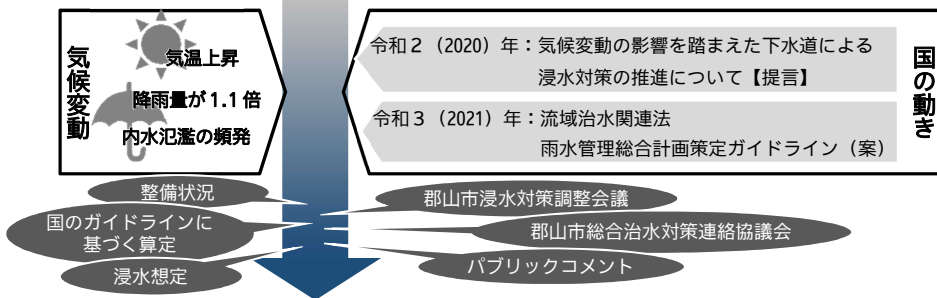 気候変動
気温上昇
降雨量が1.1倍
内水氾濫の頻発
令和２（2020）年：気候変動の影響を踏まえた下水道による
浸水対策の推進について【提言】
令和３（2021）年：流域治水関連法
雨水管理総合計画策定ガイドライン（案）
国の動き
整備状況
国のガイドラインに
基づく算定
浸水想定
郡山市浸水対策調整会議
郡山市総合治水対策連絡協議会
パブリックコメント